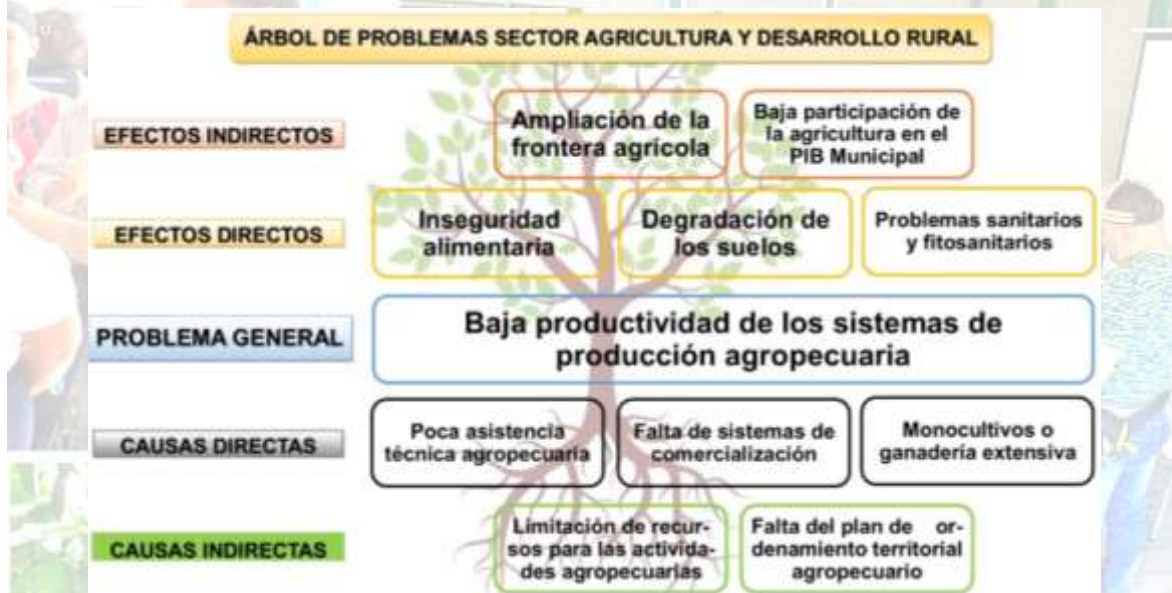 ÁRBOL DE PROBLEMAS SECTOR AGRICULTURA Y DESARROLLO RURAL
EFECTOS INDIRECTOS
Ampliación de la
frontera agrícola
Baja participación de
la agricultura en el
PIB Municipal
EFECTOS DIRECTOS
Inseguridad
alimentaria
Degradación de
los suelos
Problemas sanitarios
y fitosanitarios
PROBLEMA GENERAL
Baja productividad de los sistemas de
producción agropecuaria
CAUSAS DIRECTAS
Poca asistencia
técnica agropecuaria
Falta de sistemas de
comercialización
Monocultivos o
ganadería extensiva
CAUSAS INDIRECTAS
Limitación de recur-
sos para las activida-
des agropecuarias
Falta del plan de or-
denamiento territorial
agropecuario